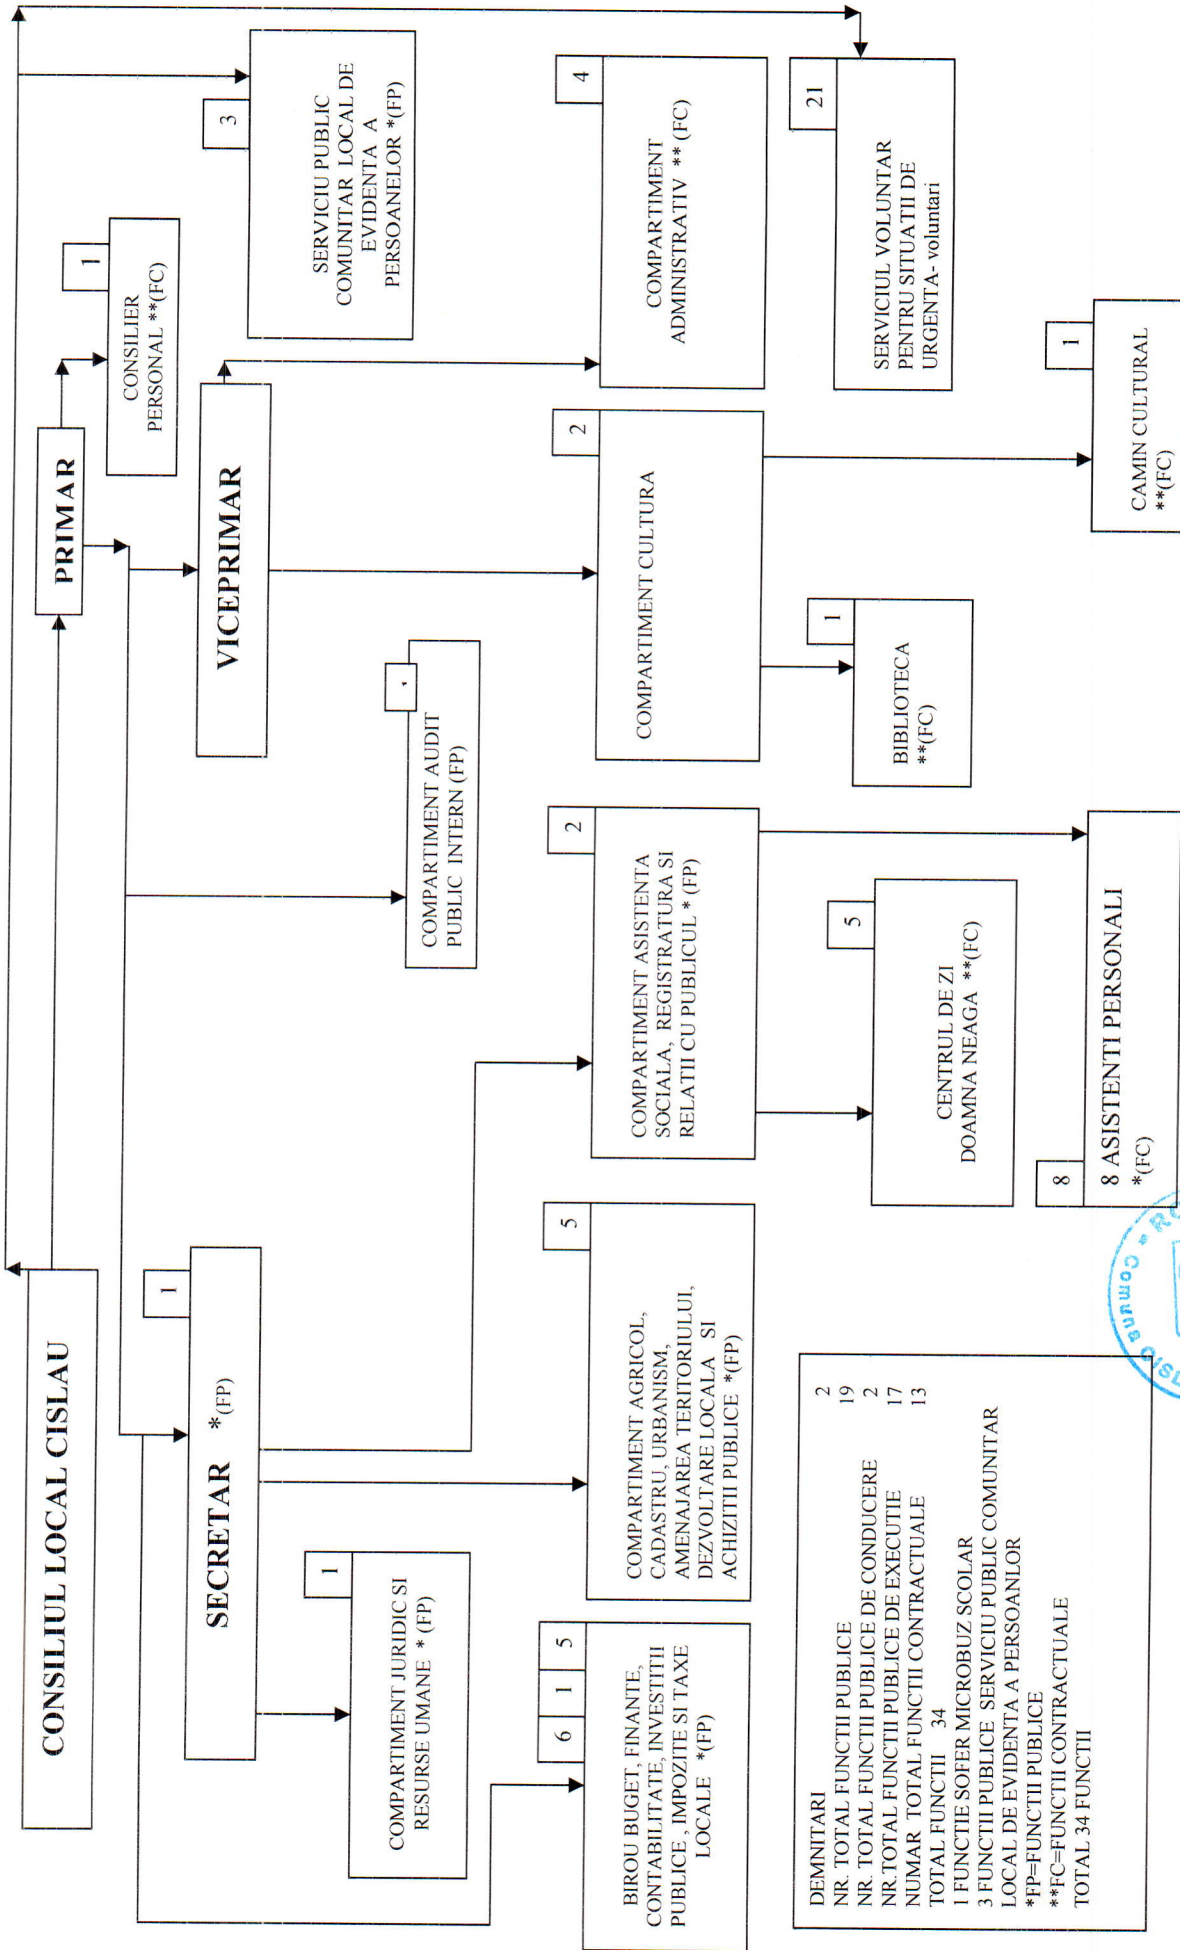 CONSILIUL LOCAL CISLAU
PRIMAR
1
CONSILIER
PERSONAL **(FC)
3
SERVICIU PUBLIC
COMUNITAR LOCAL DE
EVIDENTA A
PERSOANELOR *(FP)
1
SECRETAR *(FP)
VICEPRIMAR
1
COMPARTIMENT JURIDIC SI
RESURSE UMANE * (FP)
COMPARTIMENT AUDIT
PUBLIC INTERN (FP)
6 1 5
BIROU BUGET, FINANTE,
CONTABILITATE, INVESTITII
PUBLICE , IMPOZITE SI TAXE
LOCALE *(FP)
5
COMPARTIMENT AGRICOL,
CADASTRU, URBANISM,
AMENAJAREA TERITORIULUI,
DEZVOLTARE LOCALA SI
ACHIZITII PUBLICE *(FP)
2
COMPARTIMENT ASISTENTA
SOCIALA, REGISTRATURA SI
RELATII CU PUBLICUL * (FP)
2
COMPARTIMENT CULTURA
4
COMPARTIMENT
ADMINISTRATIV ** (FC)
5
CENTRUL DE ZI
DOAMNA NEAGA **(FC)
1
BIBLIOTECA
**(FC)
21
SERVICIUL VOLUNTAR
PENTRU SITUATII DE
URGENTA- voluntari
8
8 ASISTENTI PERSONALI
*(FC)
1
CAMIN CULTURAL
**(FC)
DEMNITARI 2
NR. TOTAL FUNCTII PUBLICE 19
NR. TOTAL FUNCTII PUBLICE DE CONDUCERE 2
NR.TOTAL FUNCTII PUBLICE DE EXECUTIE 17
NUMAR TOTAL FUNCTII CONTRACTUALE 13
TOTAL FUNCTII 34
1 FUNCTIE SOFER MICROBUZ SCOLAR
3 FUNCTII PUBLICE SERVICIU PUBLIC COMUNITAR
LOCAL DE EVIDENTA A PERSOANLOR
*FP=FUNCTII PUBLICE
**FC=FUNCTII CONTRACTUALE
TOTAL 34 FUNCTII
Comuna